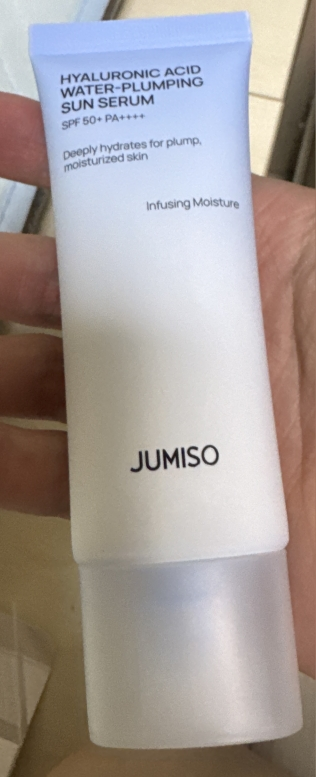 HYALURONIC ACID
WATER-PLUMPING
SUN SERUM
SPF 50+ PA++++
Deeply hydrates for plump,
moisturized skin
Infusing Moisture
JUMISO